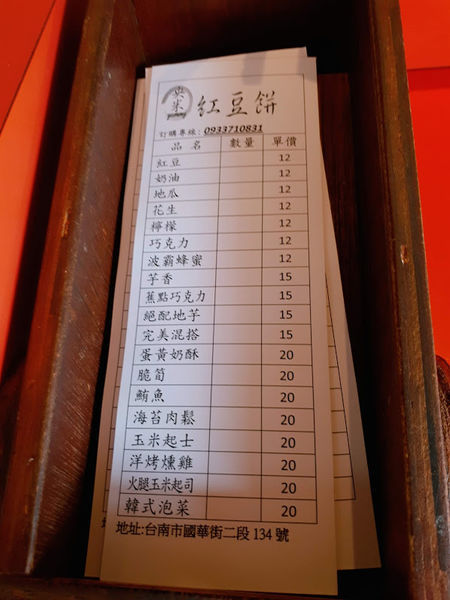 奧米 紅豆餅
訂購專線: 0933710831
品名 數量 單價
紅豆 12
奶油 12
地瓜 12
花生 12
檸檬 12
巧克力 12
波霸蜂蜜 12
芋香 15
蕉點巧克力 15
絕配地芋 15
完美混搭 15
蛋黃奶酥 20
脆筍 20
鮪魚 20
海苔肉鬆 20
玉米起士 20
洋烤燻雞 20
火腿玉米起司 20
韓式泡菜 20
地址:台南市國華街二段 134 號